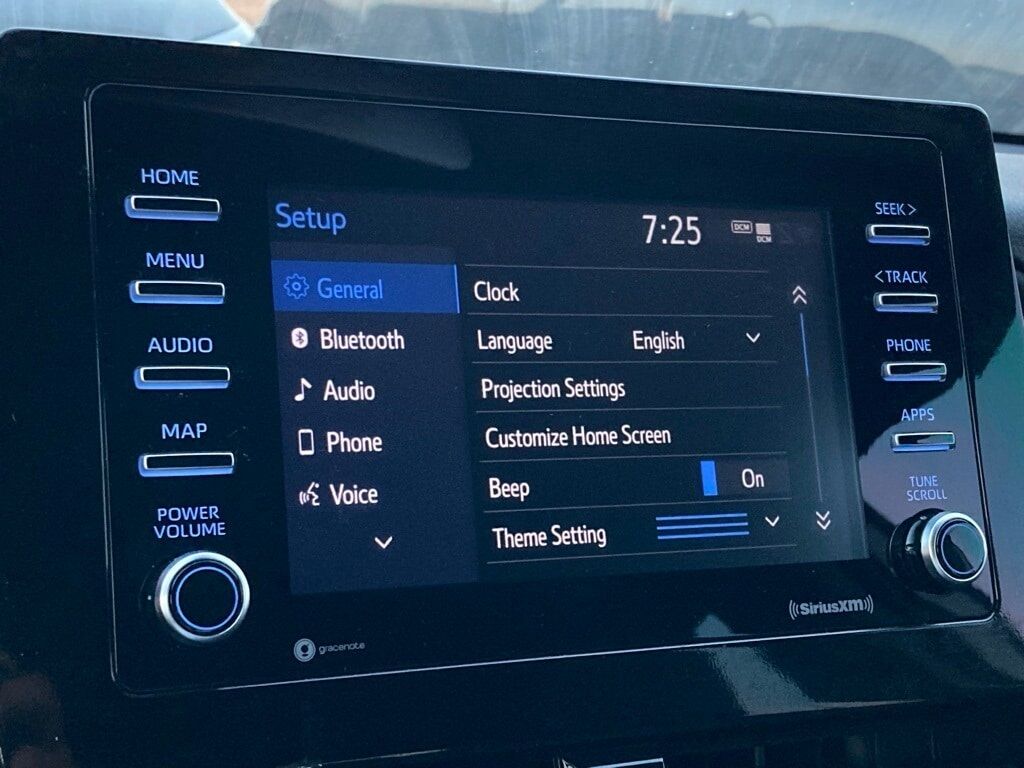 HOME
MENU
AUDIO
MAP
POWER
VOLUME
Setup
7:25
DCM
DCM
General
Bluetooth
Audio
Phone
Voice
Clock
Language English
Projection Settings
Customize Home Screen
Beep On
Theme Setting
SEEK>
<TRACK
PHONE
APPS
TUNE
SCROLL
gracenote
SiriusXM